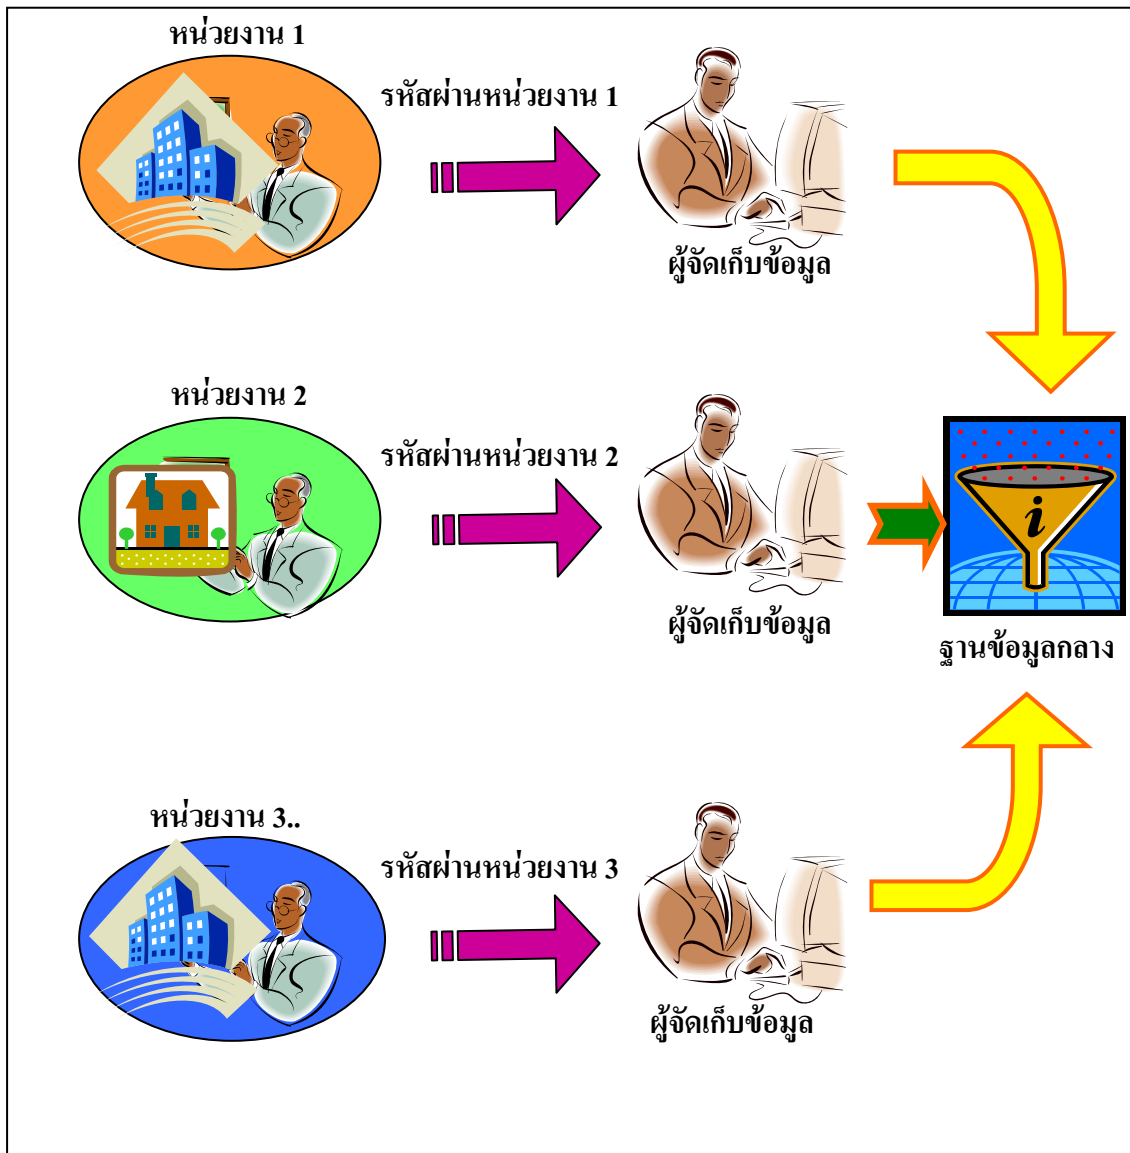 หน่วยงาน 1
รหัสผ่านหน่วยงาน 1
ผู้จัดเก็บข้อมูล
หน่วยงาน 2
รหัสผ่านหน่วยงาน 2
ผู้จัดเก็บข้อมูล
i
ฐานข้อมูลกลาง
หน่วยงาน 3..
รหัสผ่านหน่วยงาน 3
ผู้จัดเก็บข้อมูล